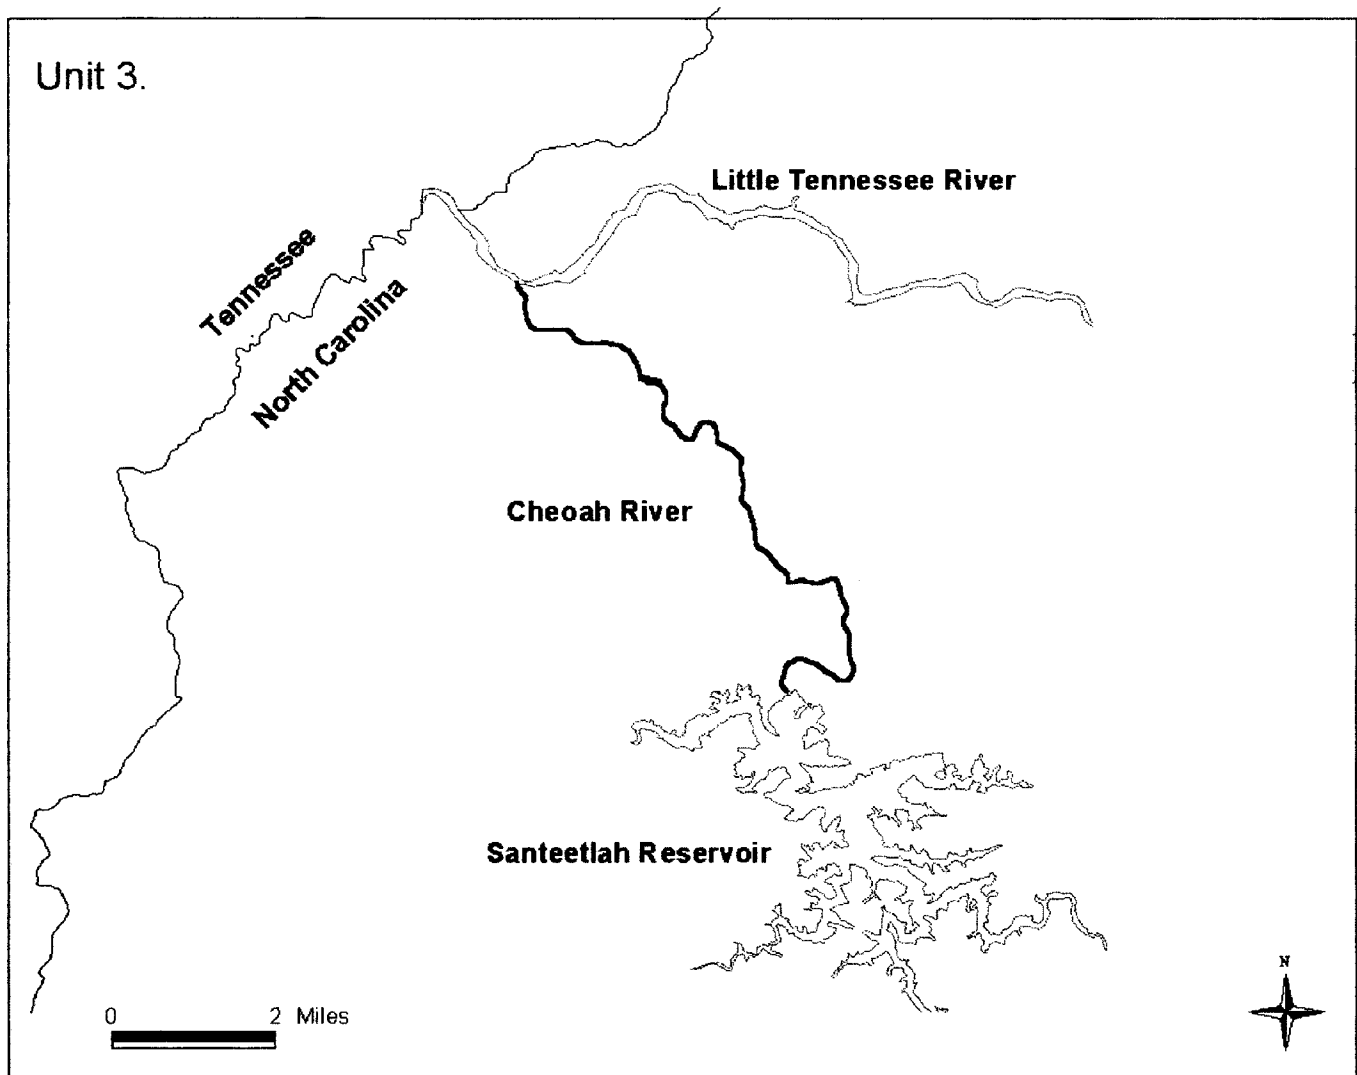 Unit 3.
Little Tennessee River
Tennessee
North Carolina
Cheoah River
Santeetlah Reservoir
N
0 2 Miles